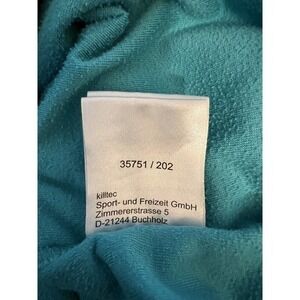 35751 / 202
killtec
Sport- und Freizeit GmbH
Zimmererstrasse 5
D-21244 Buchholz